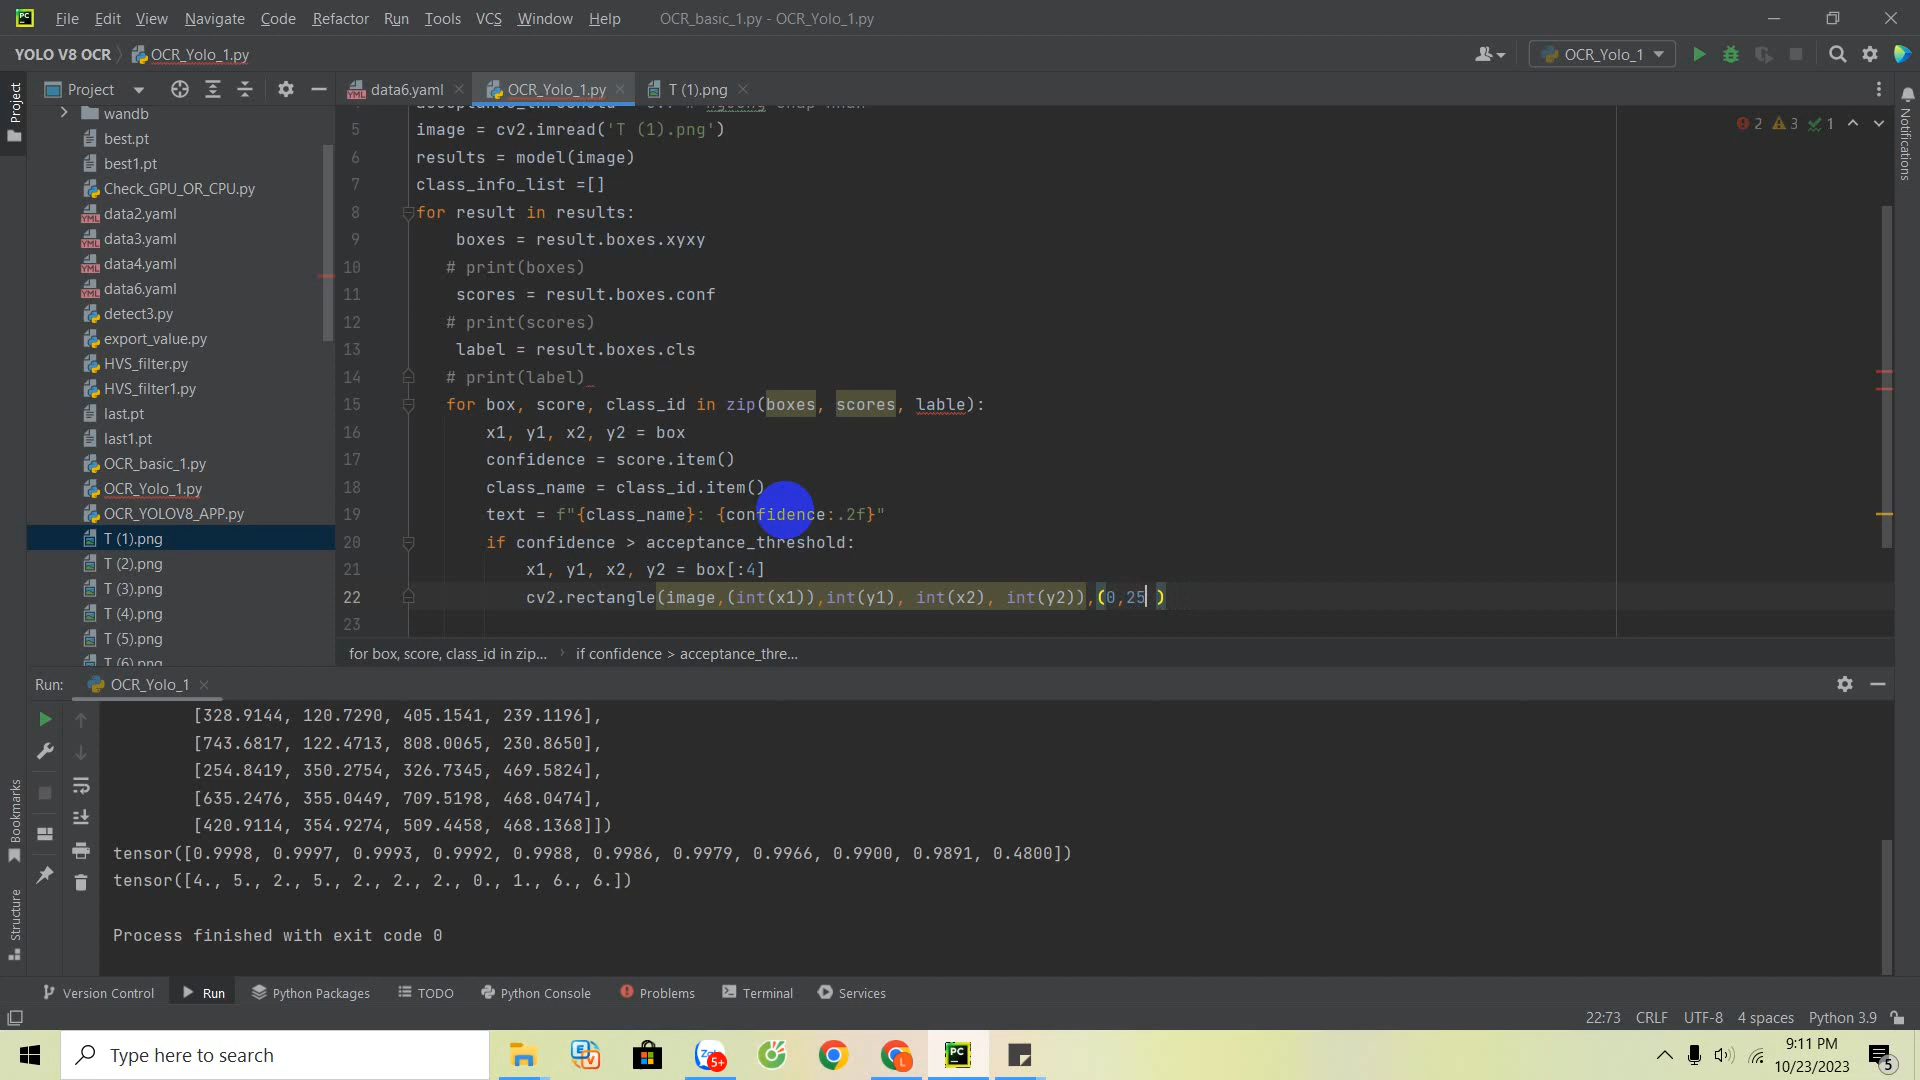 File Edit View Navigate Code Refactor Run Tools VCS Window Help OCR_basic_1.py - OCR_Yolo_1.py
YOLO V8 OCR OCR_Yolo_1.py OCR_Yolo_1
Project data6.yaml OCR_Yolo_1.py T (1).png
Project
Notifications
wandb
best.pt
best1.pt
Check_GPU_OR_CPU.py
data2.yaml
data3.yaml
data4.yaml
data6.yaml
detect3.py
export_value.py
HVS_filter.py
HVS_filter1.py
last.pt
last1.pt
OCR_basic_1.py
OCR_Yolo_1.py
OCR_YOLOV8_APP.py
T (1).png
T (2).png
T (3).png
T (4).png
T (5).png
T (6).png
2 3 1
5 image = cv2.imread('T (1).png')
6 results = model(image)
7 class_info_list =[]
8 for result in results:
9 boxes = result.boxes.xyxy
10 # print(boxes)
11 scores = result.boxes.conf
12 # print(scores)
13 label = result.boxes.cls
14 # print(label)_
15 for box, score, class_id in zip(boxes, scores, lable):
16 x1, y1, x2, y2 = box
17 confidence = score.item()
18 class_name = class_id.item()
19 text = f"{class_name}: {confidence:.2f}"
20 if confidence > acceptance_threshold:
21 x1, y1, x2, y2 = box[:4]
22 cv2.rectangle(image,(int(x1)),int(y1), int(x2), int(y2)),(0,25 )
23
for box, score, class_id in zip... if confidence > acceptance_thre...
Run: OCR_Yolo_1
[328.9144, 120.7290, 405.1541, 239.1196],
[743.6817, 122.4713, 808.0065, 230.8650],
[254.8419, 350.2754, 326.7345, 469.5824],
[635.2476, 355.0449, 709.5198, 468.0474],
[420.9114, 354.9274, 509.4458, 468.1368]])
tensor([0.9998, 0.9997, 0.9993, 0.9992, 0.9988, 0.9986, 0.9979, 0.9966, 0.9900, 0.9891, 0.4800])
tensor([4., 5., 2., 5., 2., 2., 2., 0., 1., 6., 6.])
Process finished with exit code 0
Bookmarks
Structure
Version Control Run Python Packages TODO Python Console Problems Terminal Services
22:73 CRLF UTF-8 4 spaces Python 3.9
Type here to search
9:11 PM
10/23/2023
5